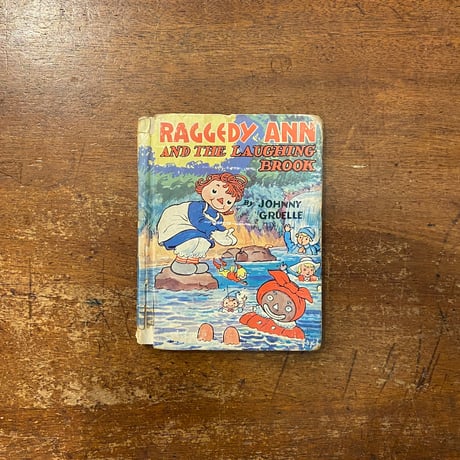 RAGGEDY ANN
AND THE LAUGHING
BROOK
By JOHNNY
GRUELLE